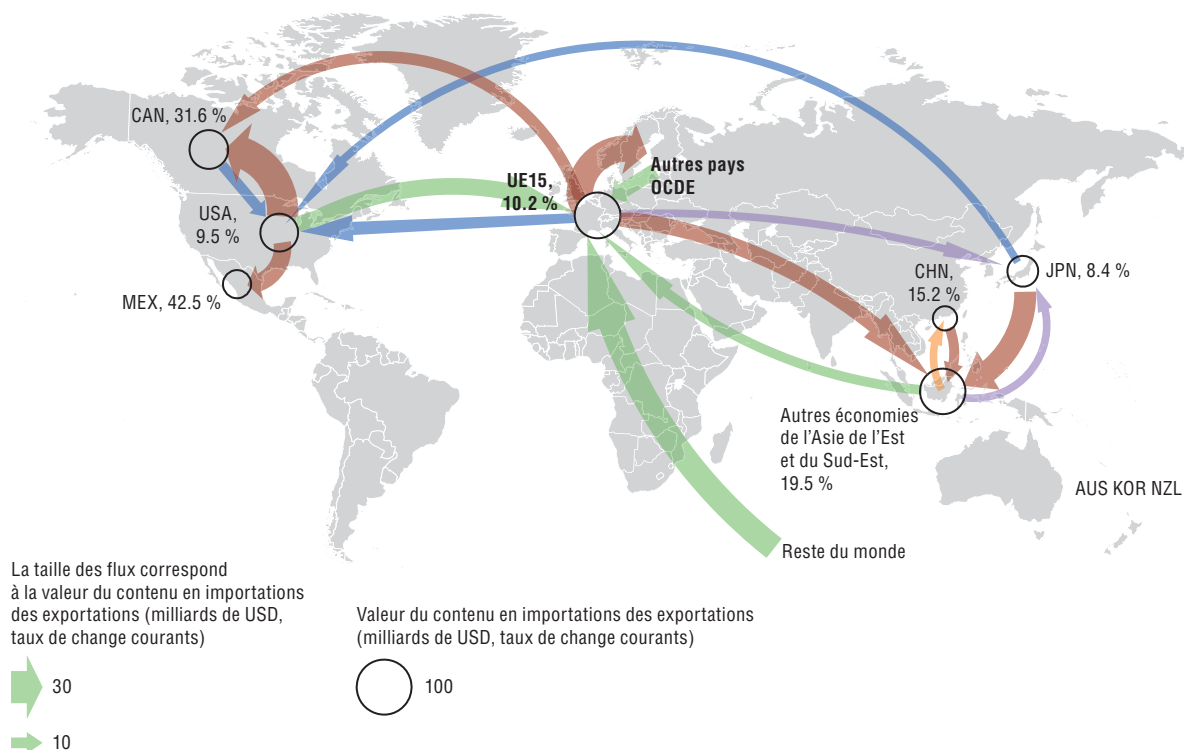 CAN, 31.6 %
USA,
9.5 %
MEX, 42.5 %
UE15,
10.2 %
Autres pays
OCDE
CHN,
15.2 %
JPN, 8.4 %
Autres économies
de l’Asie de l’Est
et du Sud-Est,
19.5 %
AUS KOR NZL
Reste du monde
La taille des flux correspond
à la valeur du contenu en importations
des exportations (milliards de USD,
taux de change courants)
30
10
Valeur du contenu en importations des exportations
(milliards de USD, taux de change courants)
100